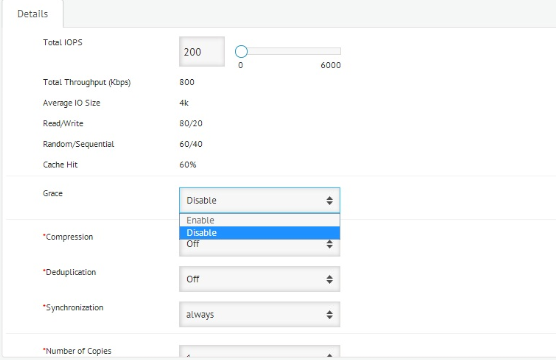 Details
Total IOPS
200
0 6000
Total Throughput (Kbps) 800
Average IO Size 4k
Read/Write 80/20
Random/Sequential 60/40
Cache Hit 60%
Grace Disable
Enable
Disable
*Compression Off
*Deduplication Off
*Synchronization always
*Number of Copies